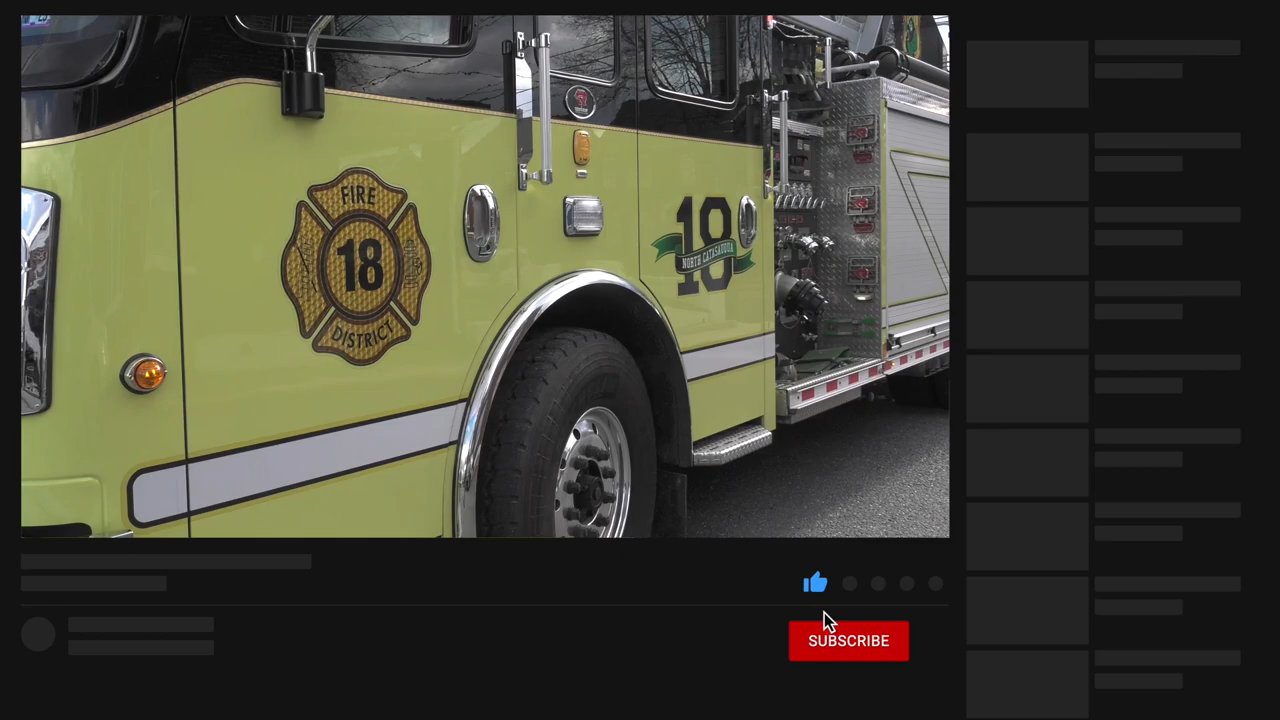 FIRE
18
DISTRICT
18
NORTH CATASAUQUA
SUBSCRIBE